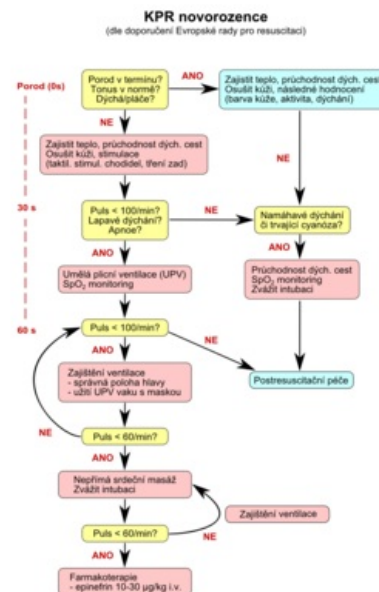 KPR novorozence
(dle doporučení Evropské rady pro resuscitaci)
Porod (0s)
Porod v termínu?
Tonus v normě?
Dýchá/pláče?
ANO
Zajistit teplo, průchodnost dých. cest
Osušit kůži, následné hodnocení
(barva kůže, aktivita, dýchání)
NE
Zajistit teplo, průchodnost dých. cest
Osušit kůži, stimulace
(taktil. stimul. chodidel, tření zad)
NE
30 s
Puls < 100/min?
Lapavé dýchání?
Apnoe?
NE
Namáhavé dýchání
či trvající cyanóza?
ANO
ANO
Umělá plicní ventilace (UPV)
SpO₂ monitoring
Průchodnost dých. cest
SpO₂ monitoring
Zvážit intubaci
60 s
Puls < 100/min?
NE
ANO
Zajištění ventilace
- správná poloha hlavy
- užití UPV vaku s maskou
Postresuscitační péče
NE
Puls < 60/min?
ANO
Nepřímá srdeční masáž
Zvážit intubaci
Zajištění ventilace
Puls < 60/min?
NE
ANO
Farmakoterapie
- epinefrin 10-30 µg/kg i.v.